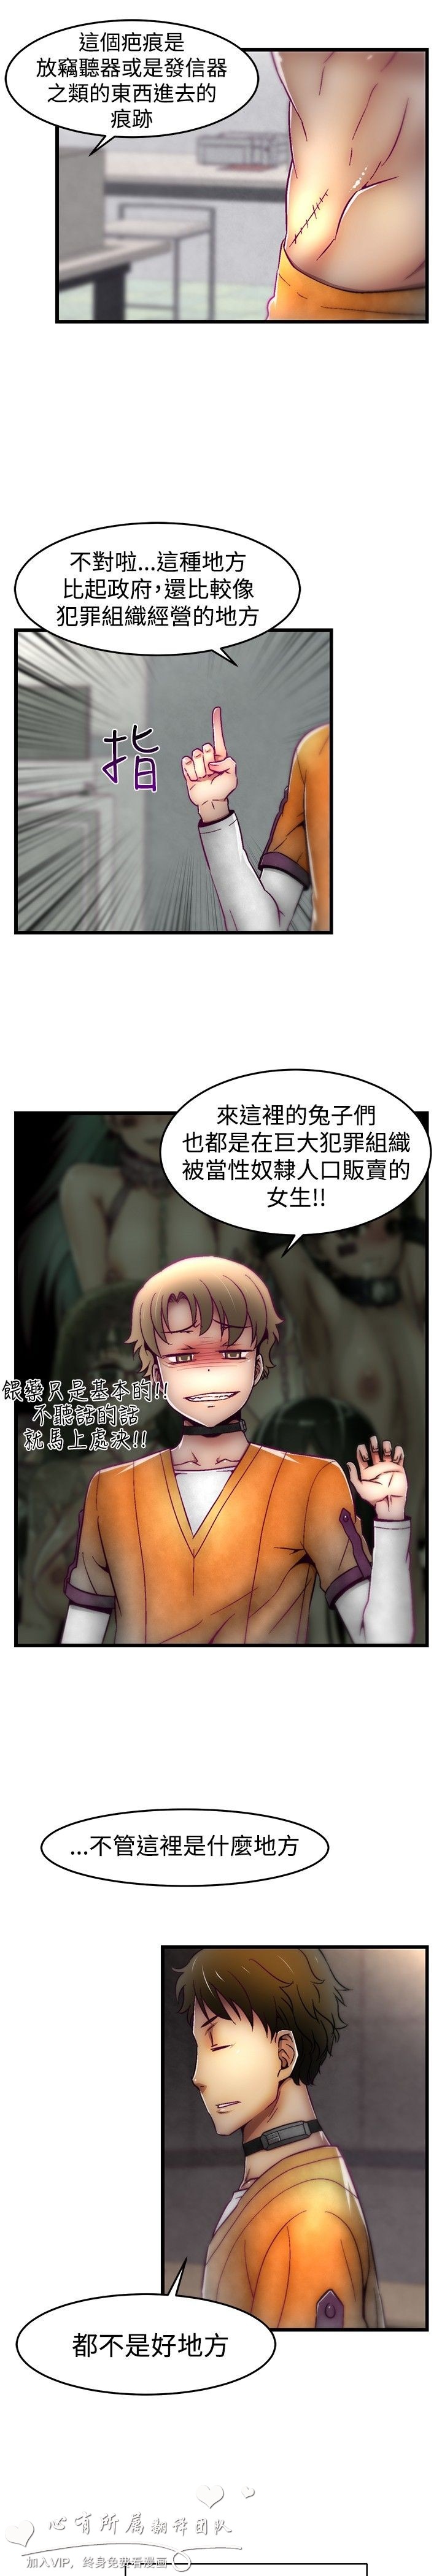 這個疤痕是
放竊聽器或是發信器
之類的東西進去的
痕跡
不對啦...這種地方
比起政府，還比較像
犯罪組織經營的地方
指
來這裡的兔子們
也都是在巨大犯罪組織
被當性奴隸人口販賣的
女生!!
餵藥只是基本的!!
不聽話的話
就馬上處決!!
...不管這裡是什麼地方
都不是好地方
心有所属翻译团队
加入VIP，终身免费看漫画